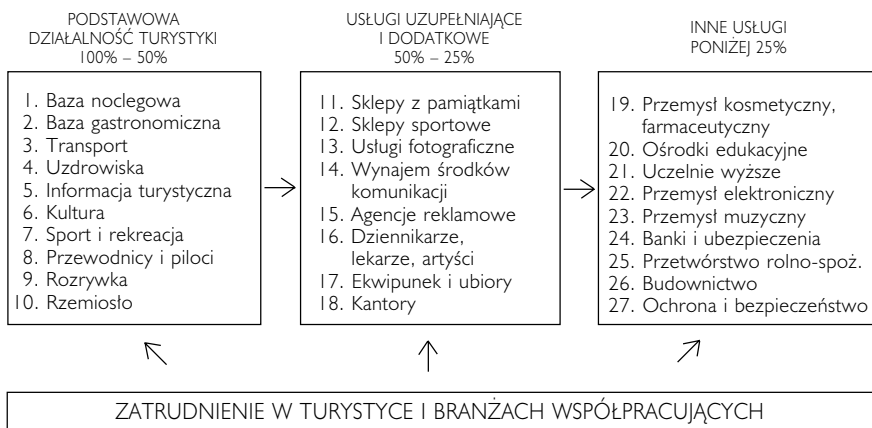 PODSTAWOWA
DZIAŁALNOŚĆ TURYSTYKI
100% – 50%
1. Baza noclegowa
2. Baza gastronomiczna
3. Transport
4. Uzdrowiska
5. Informacja turystyczna
6. Kultura
7. Sport i rekreacja
8. Przewodnicy i piloci
9. Rozrywka
10. Rzemiosło
USŁUGI UZUPEŁNIAJĄCE
I DODATKOWE
50% – 25%
11. Sklepy z pamiątkami
12. Sklepy sportowe
13. Usługi fotograficzne
14. Wynajem środków
komunikacji
15. Agencje reklamowe
16. Dziennikarze,
lekarze, artyści
17. Ekwipunek i ubiory
18. Kantory
INNE USŁUGI
PONIŻEJ 25%
19. Przemysł kosmetyczny,
farmaceutyczny
20. Ośrodki edukacyjne
21. Uczelnie wyższe
22. Przemysł elektroniczny
23. Przemysł muzyczny
24. Banki i ubezpieczenia
25. Przetwórstwo rolno-spoż.
26. Budownictwo
27. Ochrona i bezpieczeństwo
ZATRUDNIENIE W TURYSTYCE I BRANŻACH WSPÓŁPRACUJĄCYCH